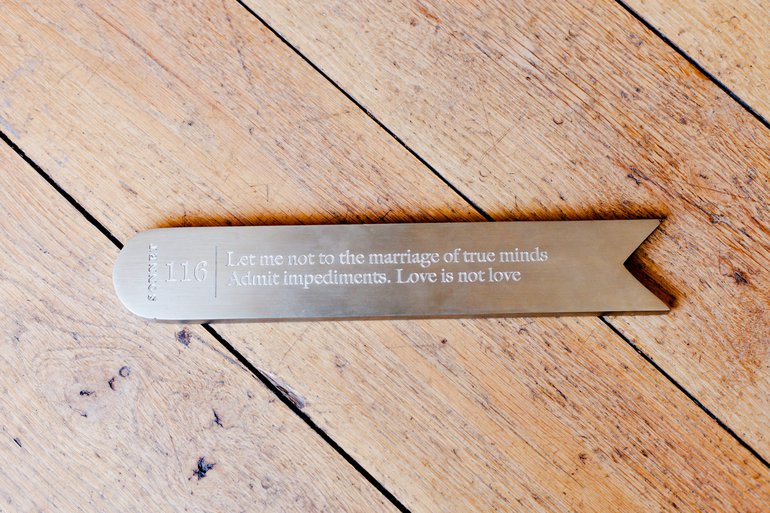 SONNET
116
Let me not to the marriage of true minds
Admit impediments. Love is not love